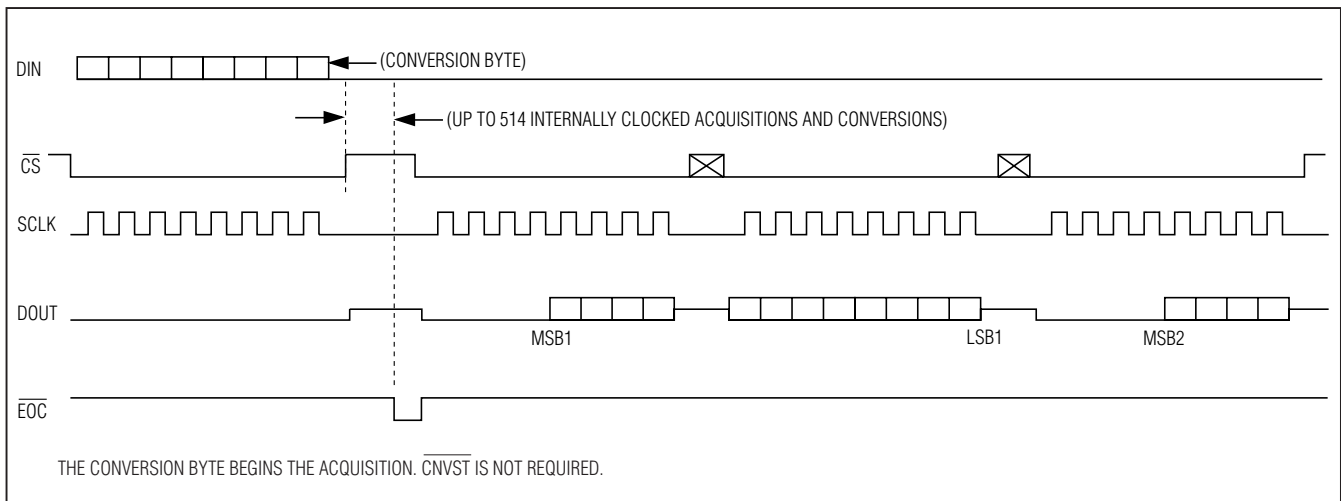 DIN
(CONVERSION BYTE)
(UP TO 514 INTERNALLY CLOCKED ACQUISITIONS AND CONVERSIONS)
CS
SCLK
DOUT
MSB1
LSB1
MSB2
EOC
THE CONVERSION BYTE BEGINS THE ACQUISITION. CNVST IS NOT REQUIRED.